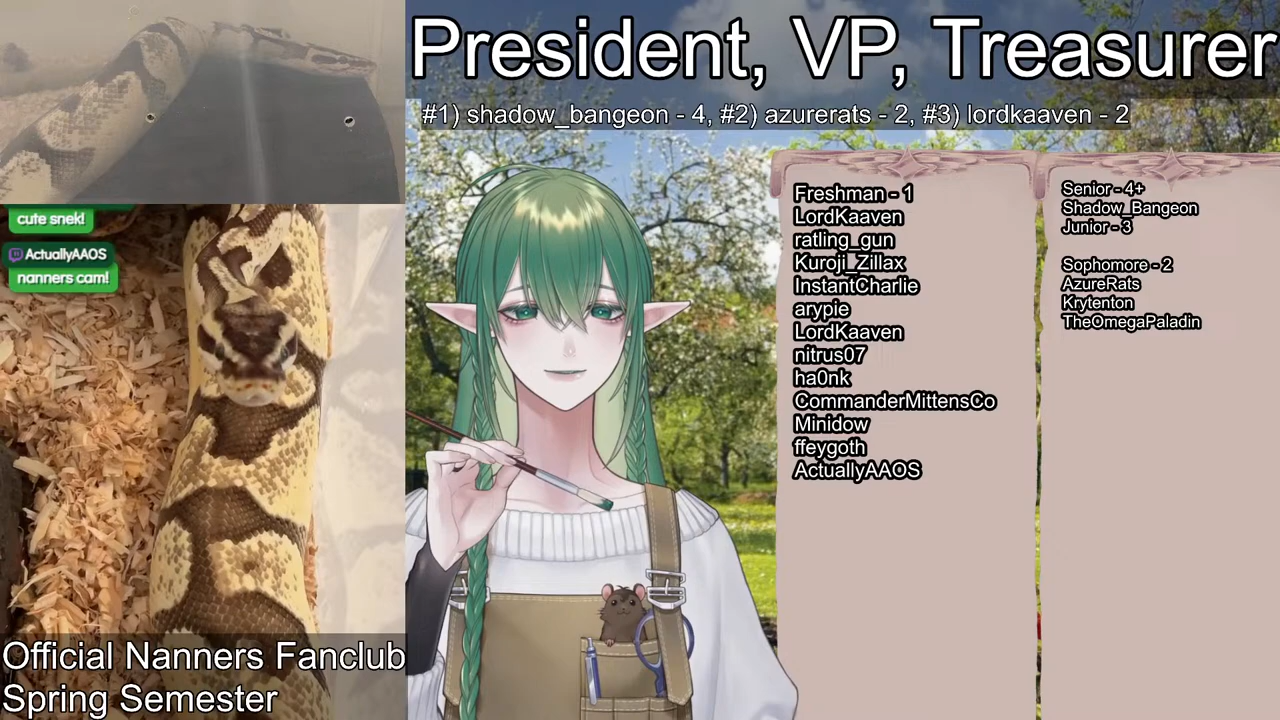 President, VP, Treasurer
#1) shadow_bangeon - 4, #2) azurerats - 2, #3) lordkaaven - 2
cute snek!
ActuallyAAOS
nanners cam!
Freshman - 1
LordKaaven
ratling_gun
Kuroji_Zillax
InstantCharlie
arypie
LordKaaven
nitrus07
ha0nk
CommanderMittensCo
Minidow
ffeygoth
ActuallyAAOS
Senior - 4+
Shadow_Bangeon
Junior - 3
Sophomore - 2
AzureRats
Krytenton
TheOmegaPaladin
Official Nanners Fanclub
Spring Semester